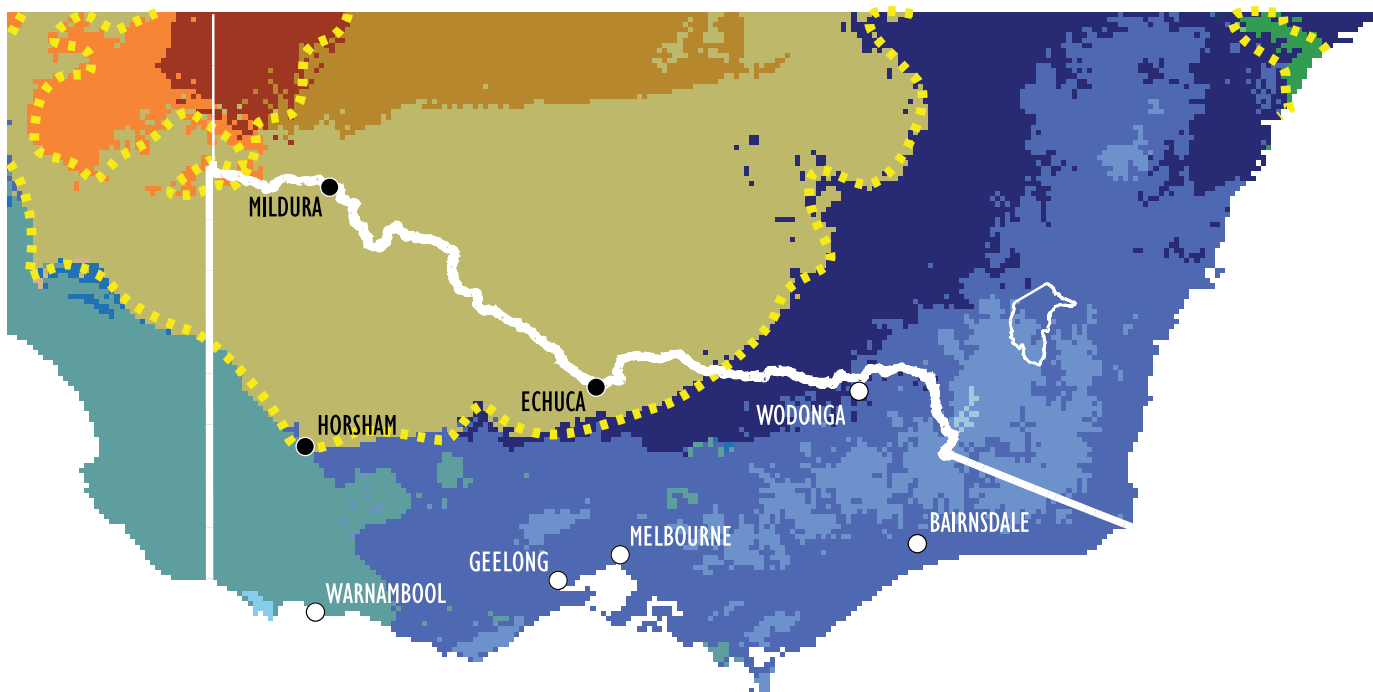 MILDURA
ECHUCA
HORSHAM
WODONGA
BAIRNSDALE
MELBOURNE
GEELONG
WARNAMBOOL